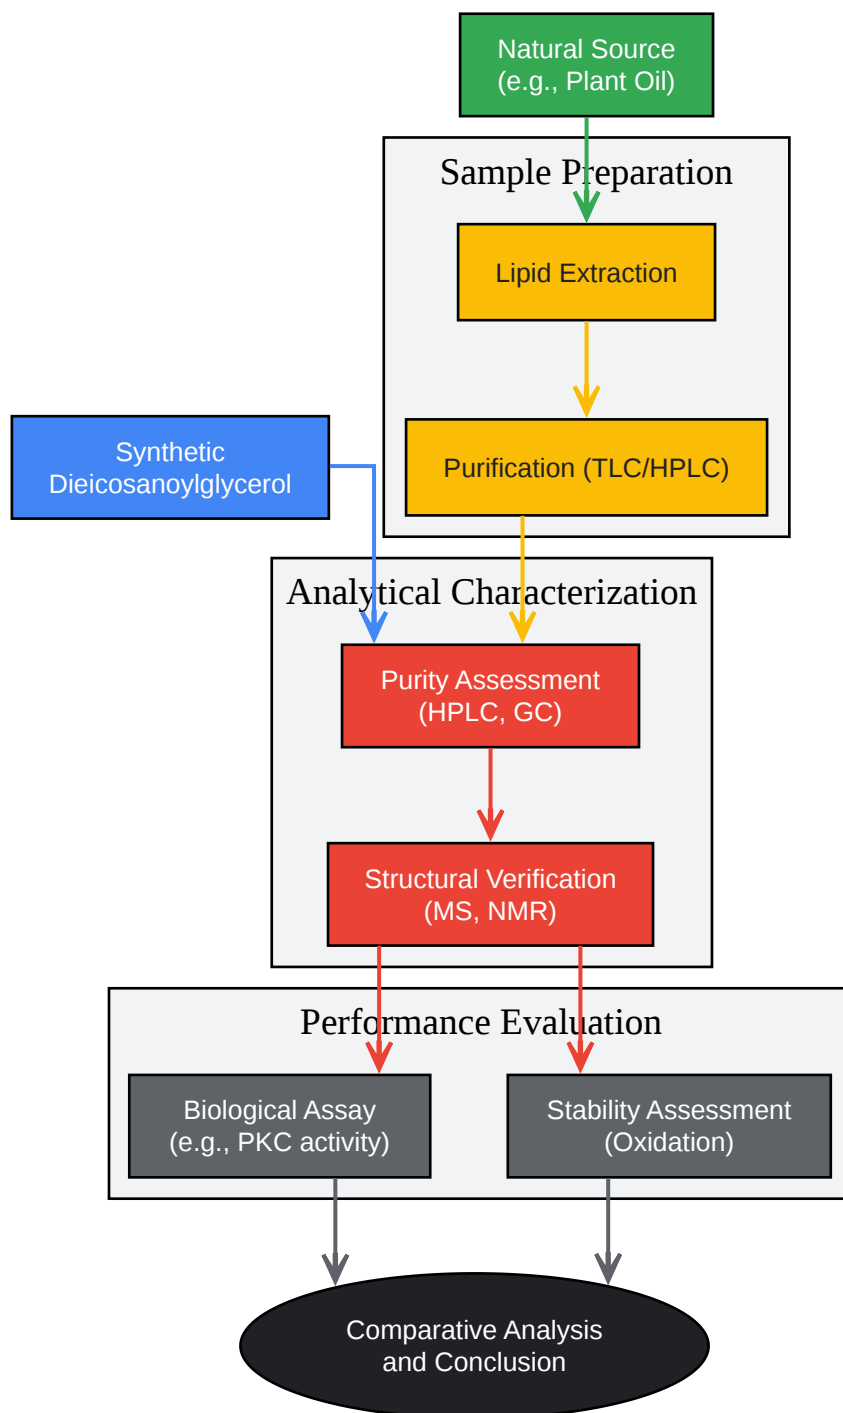 Natural Source
(e.g., Plant Oil)
Sample Preparation
Lipid Extraction
Synthetic
Dieicosanoylglycerol
Purification (TLC/HPLC)
Analytical Characterization
Purity Assessment
(HPLC, GC)
Structural Verification
(MS, NMR)
Performance Evaluation
Biological Assay
(e.g., PKC activity)
Stability Assessment
(Oxidation)
Comparative Analysis
and Conclusion